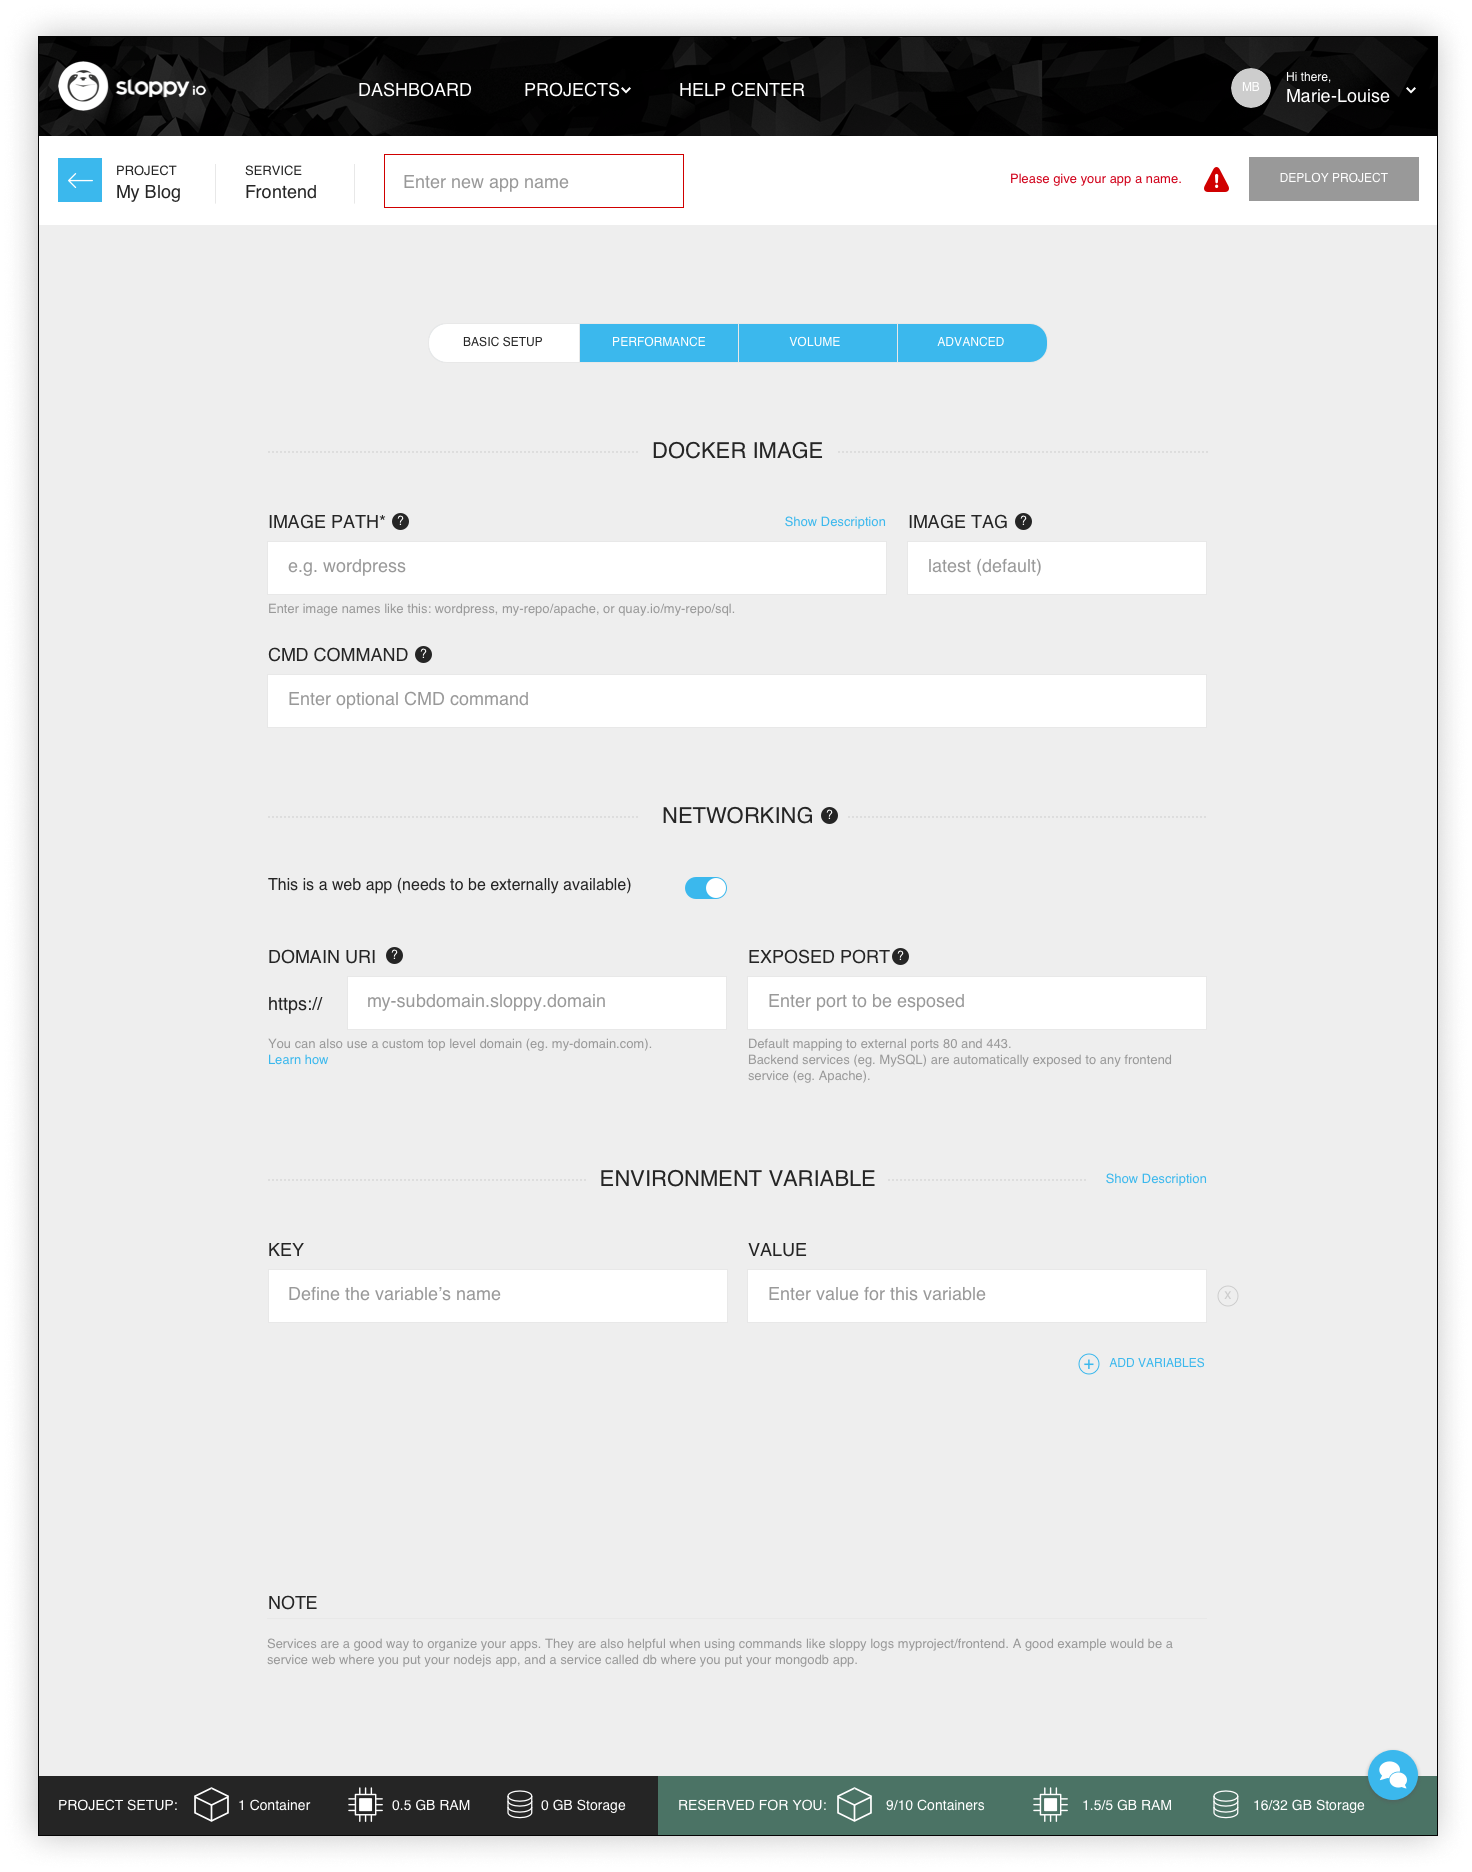 sloppy io
DASHBOARD
PROJECTS
HELP CENTER
MB
Hi there,
Marie-Louise
PROJECT
My Blog
SERVICE
Frontend
Enter new app name
Please give your app a name.
DEPLOY PROJECT
BASIC SETUP
PERFORMANCE
VOLUME
ADVANCED
DOCKER IMAGE
IMAGE PATH* ?
Show Description
IMAGE TAG ?
e.g. wordpress
latest (default)
Enter image names like this: wordpress, my-repo/apache, or quay.io/my-repo/sql.
CMD COMMAND ?
Enter optional CMD command
NETWORKING ?
This is a web app (needs to be externally available)
DOMAIN URI ?
https://
my-subdomain.sloppy.domain
You can also use a custom top level domain (eg. my-domain.com).
Learn how
EXPOSED PORT ?
Enter port to be esposed
Default mapping to external ports 80 and 443.
Backend services (eg. MySQL) are automatically exposed to any frontend
service (eg. Apache).
ENVIRONMENT VARIABLE
Show Description
KEY
VALUE
Define the variable’s name
Enter value for this variable
X
+ ADD VARIABLES
NOTE
Services are a good way to organize your apps. They are also helpful when using commands like sloppy logs myproject/frontend. A good example would be a
service web where you put your nodejs app, and a service called db where you put your mongodb app.
PROJECT SETUP:
1 Container
0.5 GB RAM
0 GB Storage
RESERVED FOR YOU:
9/10 Containers
1.5/5 GB RAM
16/32 GB Storage